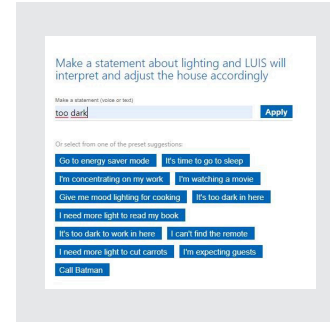 Make a statement about lighting and LUIS will
interpret and adjust the house accordingly
Make a statement (voice or text)
too dark
Apply
Or select from one of the preset suggestions:
Go to energy saver mode
It's time to go to sleep
I'm concentrating on my work
I'm watching a movie
Give me mood lighting for cooking
It's too dark in here
I need more light to read my book
It's too dark to work in here
I can't find the remote
I need more light to cut carrots
I'm expecting guests
Call Batman